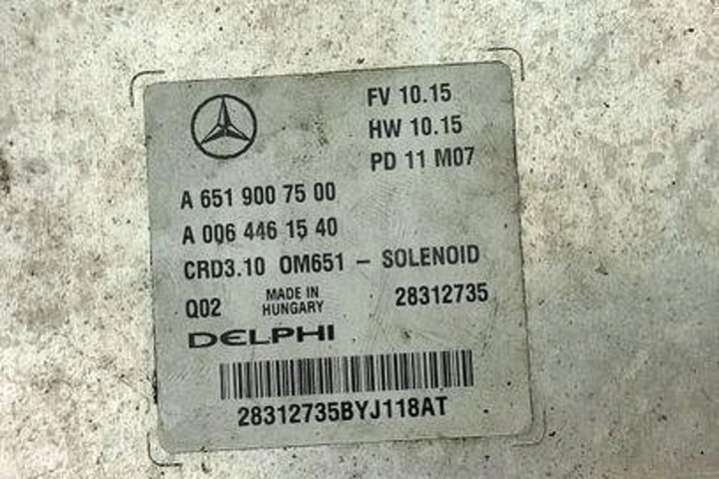 FV 10.15
HW 10.15
PD 11 M07
A 651 900 75 00
A 006 446 15 40
CRD3.10 OM651 – SOLENOID
Q02 MADE IN HUNGARY 28312735
DELPHI
28312735BYJ118AT